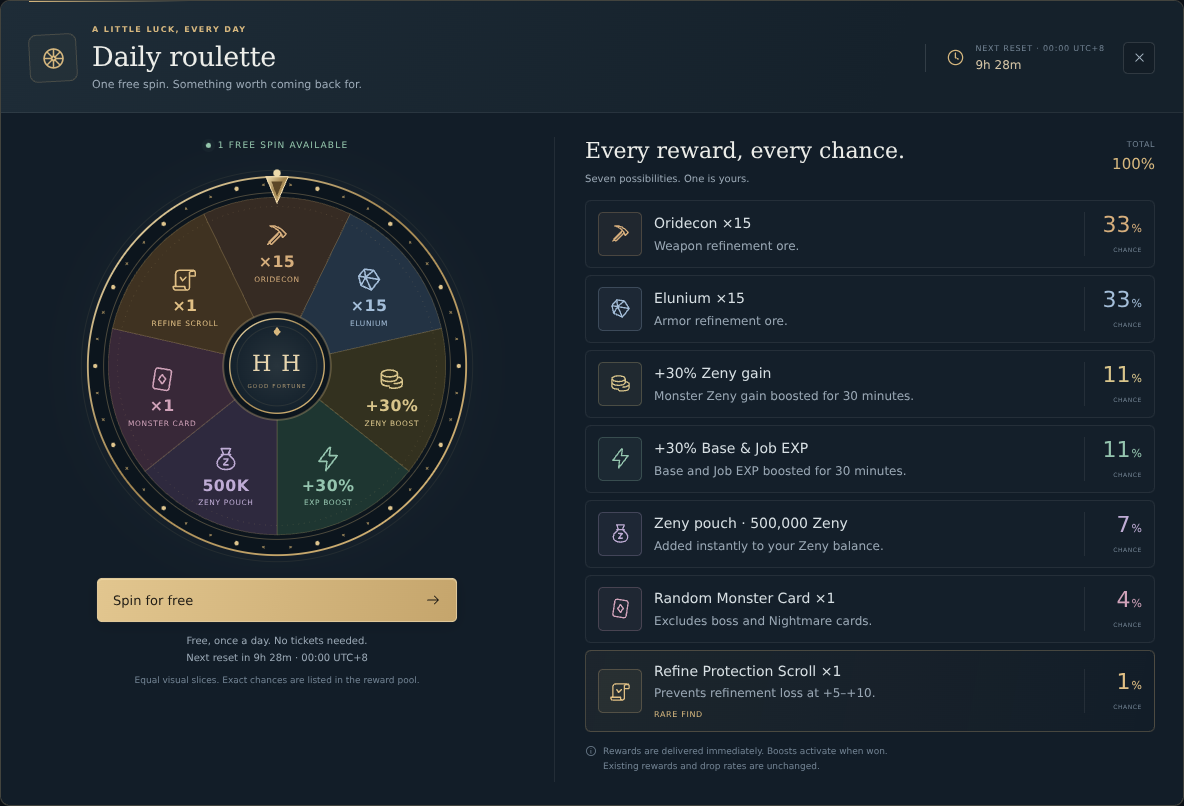 A LITTLE LUCK, EVERY DAY
Daily roulette
One free spin. Something worth coming back for.
NEXT RESET · 00:00 UTC+8
9h 28m
1 FREE SPIN AVAILABLE
×15
ORIDECON
×15
ELUNIUM
+30%
ZENY BOOST
+30%
EXP BOOST
500K
ZENY POUCH
×1
MONSTER CARD
×1
REFINE SCROLL
H H
GOOD FORTUNE
Spin for free
Free, once a day. No tickets needed.
Next reset in 9h 28m · 00:00 UTC+8
Equal visual slices. Exact chances are listed in the reward pool.
Every reward, every chance.
Seven possibilities. One is yours.
TOTAL
100%
Oridecon ×15
Weapon refinement ore.
33%
CHANCE
Elunium ×15
Armor refinement ore.
33%
CHANCE
+30% Zeny gain
Monster Zeny gain boosted for 30 minutes.
11%
CHANCE
+30% Base & Job EXP
Base and Job EXP boosted for 30 minutes.
11%
CHANCE
Zeny pouch · 500,000 Zeny
Added instantly to your Zeny balance.
7%
CHANCE
Random Monster Card ×1
Excludes boss and Nightmare cards.
4%
CHANCE
Refine Protection Scroll ×1
Prevents refinement loss at +5–+10.
RARE FIND
1%
CHANCE
Rewards are delivered immediately. Boosts activate when won.
Existing rewards and drop rates are unchanged.